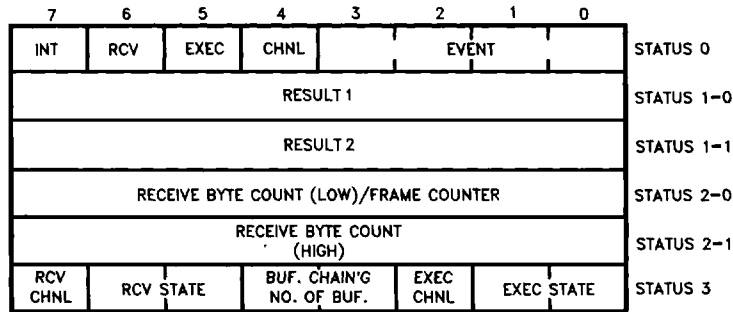 7 6 5 4 3 2 1 0
INT RCV EXEC CHNL EVENT STATUS 0
RESULT 1 STATUS 1-0
RESULT 2 STATUS 1-1
RECEIVE BYTE COUNT (LOW)/FRAME COUNTER STATUS 2-0
RECEIVE BYTE COUNT
(HIGH) STATUS 2-1
RCV CHNL RCV STATE BUF. CHAIN'G NO. OF BUF. EXEC CHNL EXEC STATE STATUS 3